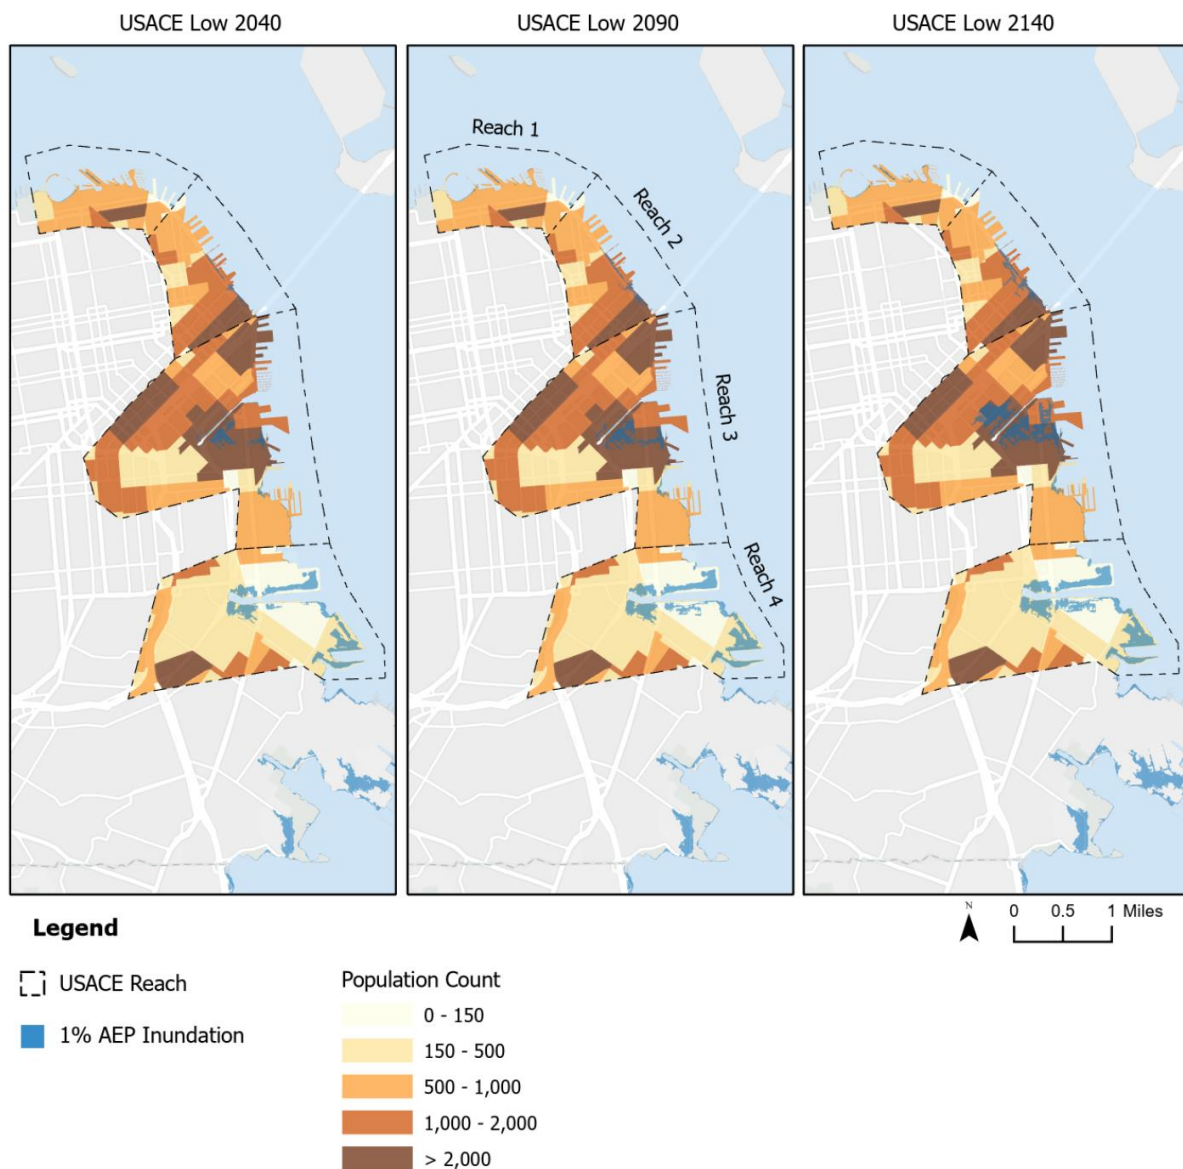 USACE Low 2040
USACE Low 2090
USACE Low 2140
Reach 1
Reach 2
Reach 3
Reach 4
N
0 0.5 1 Miles
Legend
USACE Reach
1% AEP Inundation
Population Count
0 - 150
150 - 500
500 - 1,000
1,000 - 2,000
> 2,000